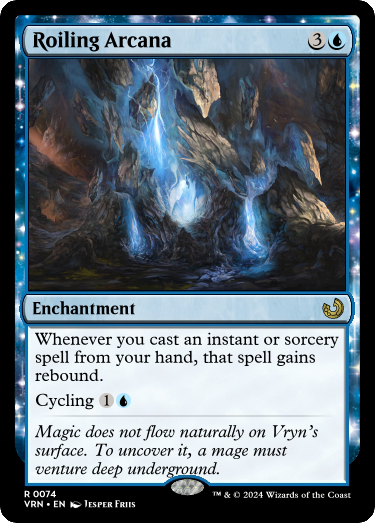 Roiling Arcana 3
Enchantment
Whenever you cast an instant or sorcery
spell from your hand, that spell gains
rebound.
Cycling 1
Magic does not flow naturally on Vryn's
surface. To uncover it, a mage must
venture deep underground.
R 0074
VRN • EN Jesper Friis
™ & © 2024 Wizards of the Coast